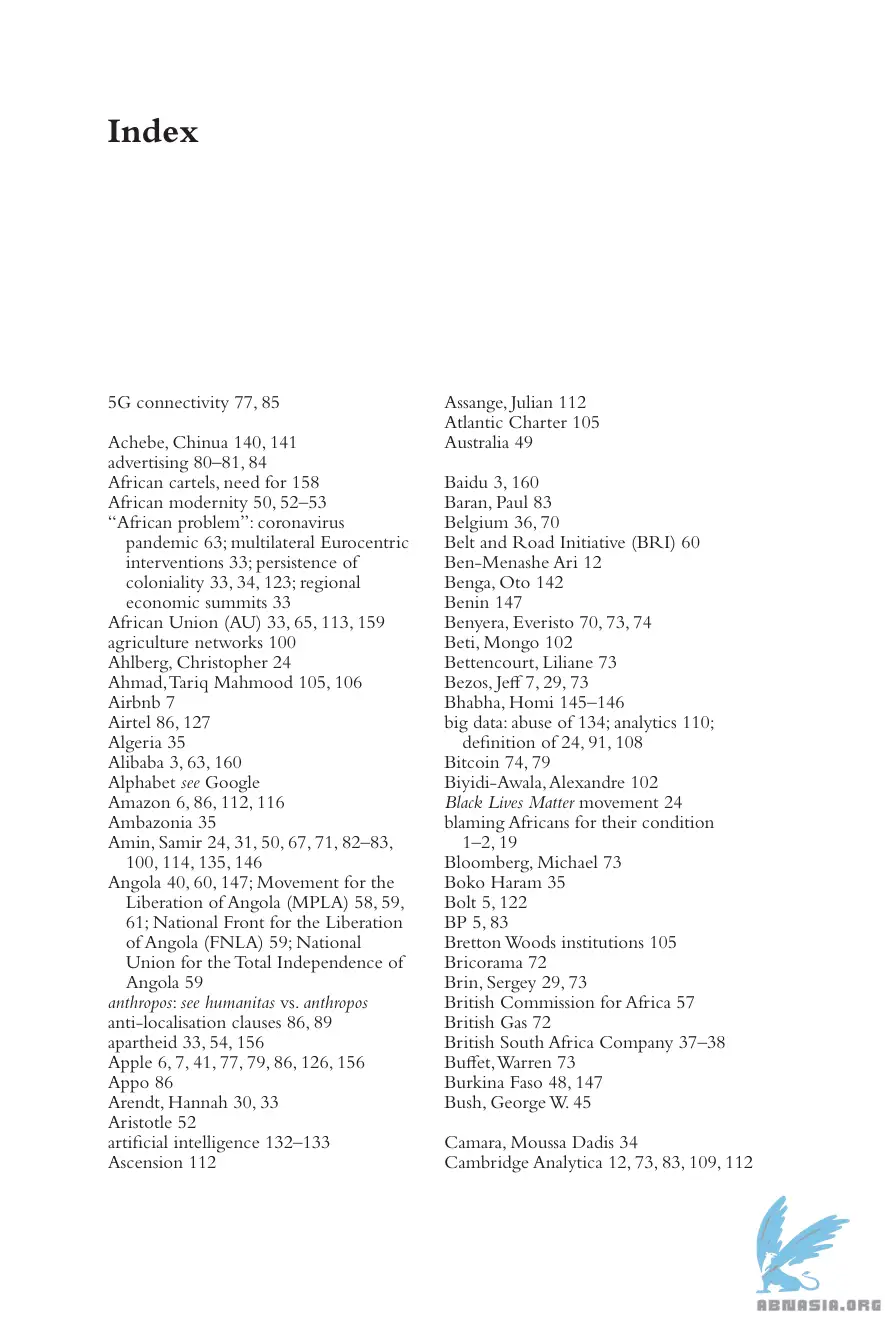 Index
5G connectivity 77, 85
Achebe, Chinua 140, 141
advertising 80–81, 84
African cartels, need for 158
African modernity 50, 52–53
“African problem”: coronavirus
pandemic 63; multilateral Eurocentric
interventions 33; persistence of
coloniality 33, 34, 123; regional
economic summits 33
African Union (AU) 33, 65, 113, 159
agriculture networks 100
Ahlberg, Christopher 24
Ahmad, Tariq Mahmood 105, 106
Airbnb 7
Airtel 86, 127
Algeria 35
Alibaba 3, 63, 160
Alphabet see Google
Amazon 6, 86, 112, 116
Ambazonia 35
Amin, Samir 24, 31, 50, 67, 71, 82–83,
100, 114, 135, 146
Angola 40, 60, 147; Movement for the
Liberation of Angola (MPLA) 58, 59,
61; National Front for the Liberation
of Angola (FNLA) 59; National
Union for the Total Independence of
Angola 59
anthropos: see humanitas vs. anthropos
anti-localisation clauses 86, 89
apartheid 33, 54, 156
Apple 6, 7, 41, 77, 79, 86, 126, 156
Appo 86
Arendt, Hannah 30, 33
Aristotle 52
artificial intelligence 132–133
Ascension 112
Assange, Julian 112
Atlantic Charter 105
Australia 49
Baidu 3, 160
Baran, Paul 83
Belgium 36, 70
Belt and Road Initiative (BRI) 60
Ben-Menashe Ari 12
Benga, Oto 142
Benin 147
Benyera, Everisto 70, 73, 74
Beti, Mongo 102
Bettencourt, Liliane 73
Bezos, Jeff 7, 29, 73
Bhabha, Homi 145–146
big data: abuse of 134; analytics 110;
definition of 24, 91, 108
Bitcoin 74, 79
Biyidi-Awala, Alexandre 102
Black Lives Matter movement 24
blaming Africans for their condition
1–2, 19
Bloomberg, Michael 73
Boko Haram 35
Bolt 5, 122
BP 5, 83
Bretton Woods institutions 105
Bricorama 72
Brin, Sergey 29, 73
British Commission for Africa 57
British Gas 72
British South Africa Company 37–38
Buffet, Warren 73
Burkina Faso 48, 147
Bush, George W. 45
Camara, Moussa Dadis 34
Cambridge Analytica 12, 73, 83, 109, 112
ABNASIA.ORG